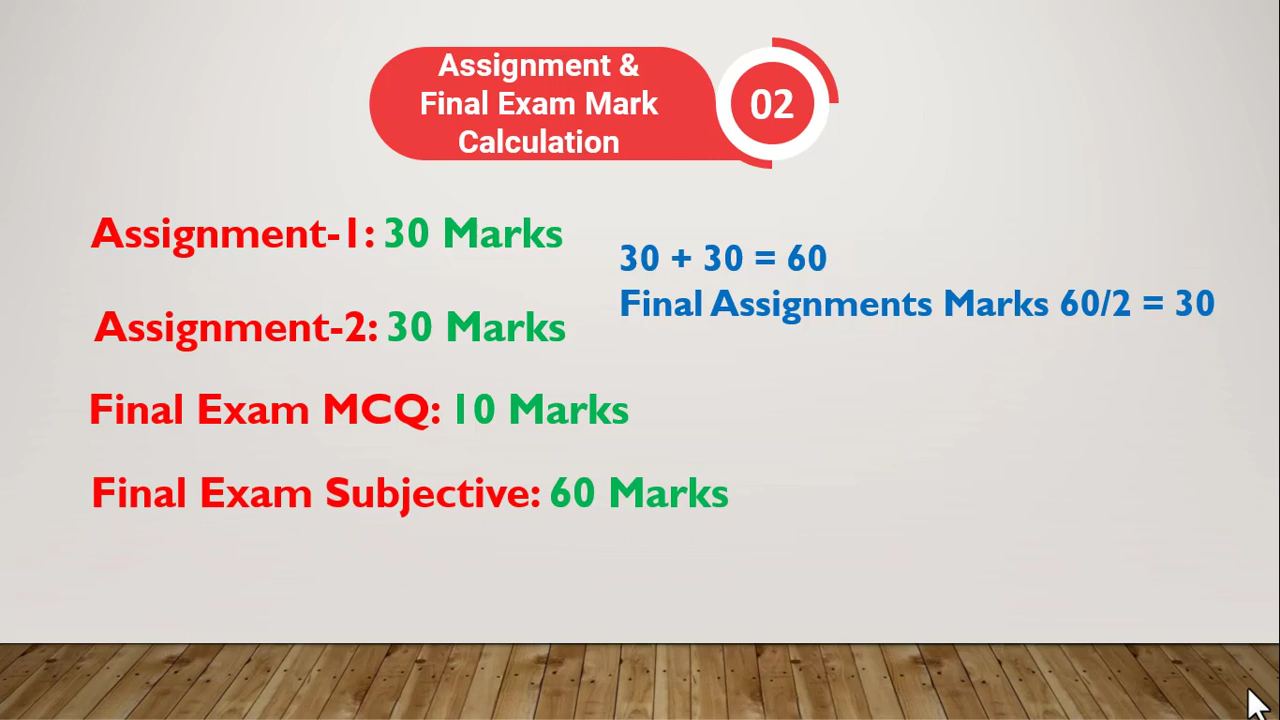 Assignment &
Final Exam Mark
Calculation
02
Assignment-1: 30 Marks
30 + 30 = 60
Final Assignments Marks 60/2 = 30
Assignment-2: 30 Marks
Final Exam MCQ: 10 Marks
Final Exam Subjective: 60 Marks